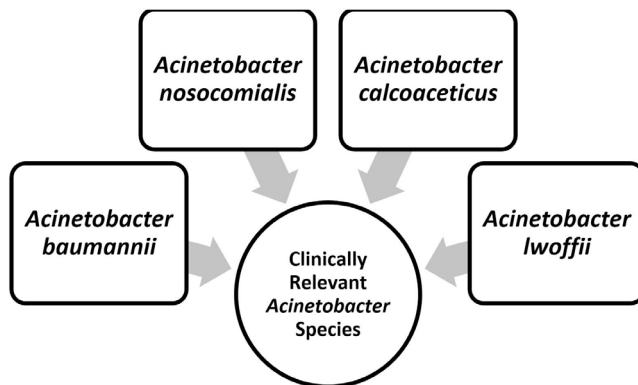 Acinetobacter
nosocomialis
Acinetobacter
calcoaceticus
Acinetobacter
baumannii
Acinetobacter
lwoffii
Clinically
Relevant
Acinetobacter
Species